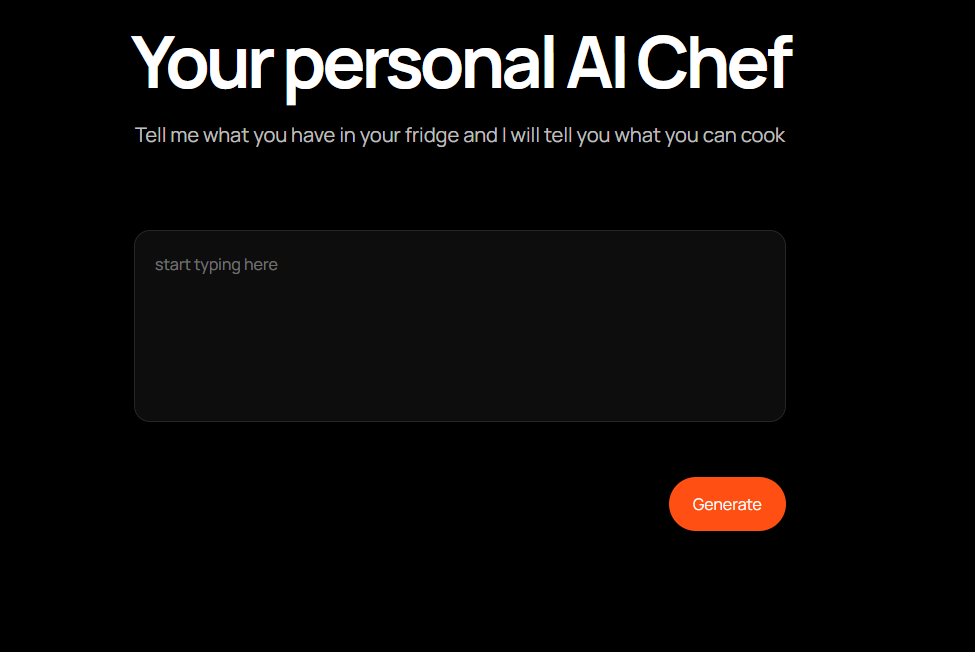 Your personal AI Chef
Tell me what you have in your fridge and I will tell you what you can cook
start typing here
Generate